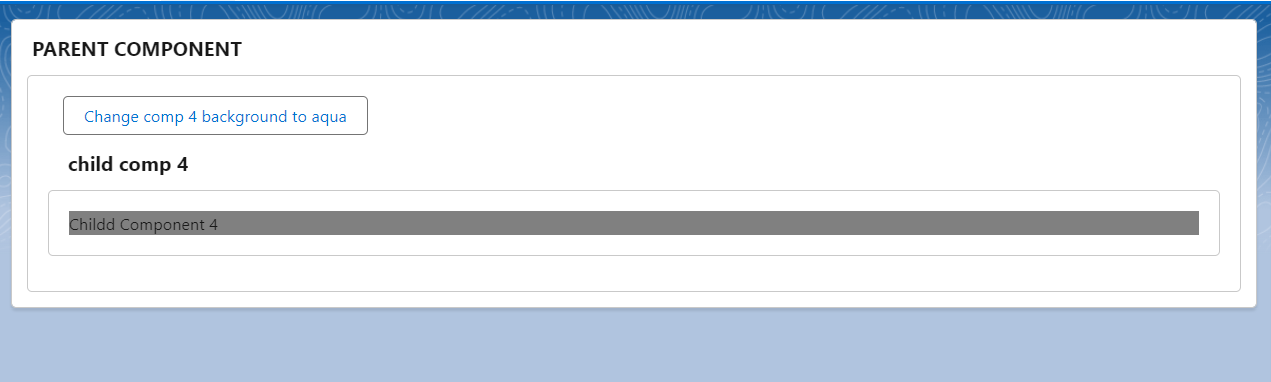 PARENT COMPONENT
Change comp 4 background to aqua
child comp 4
Childd Component 4